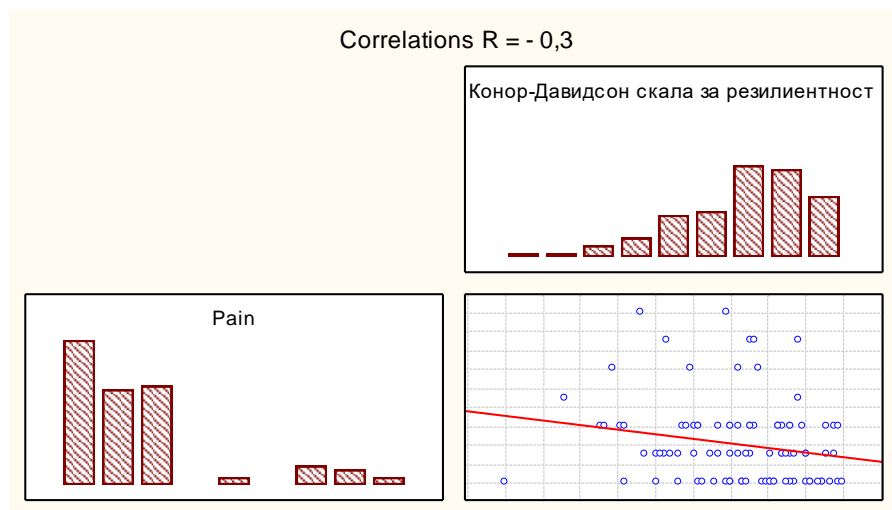 Correlations R = - 0,3
Конор-Давидсон скала за резилиентност
Pain